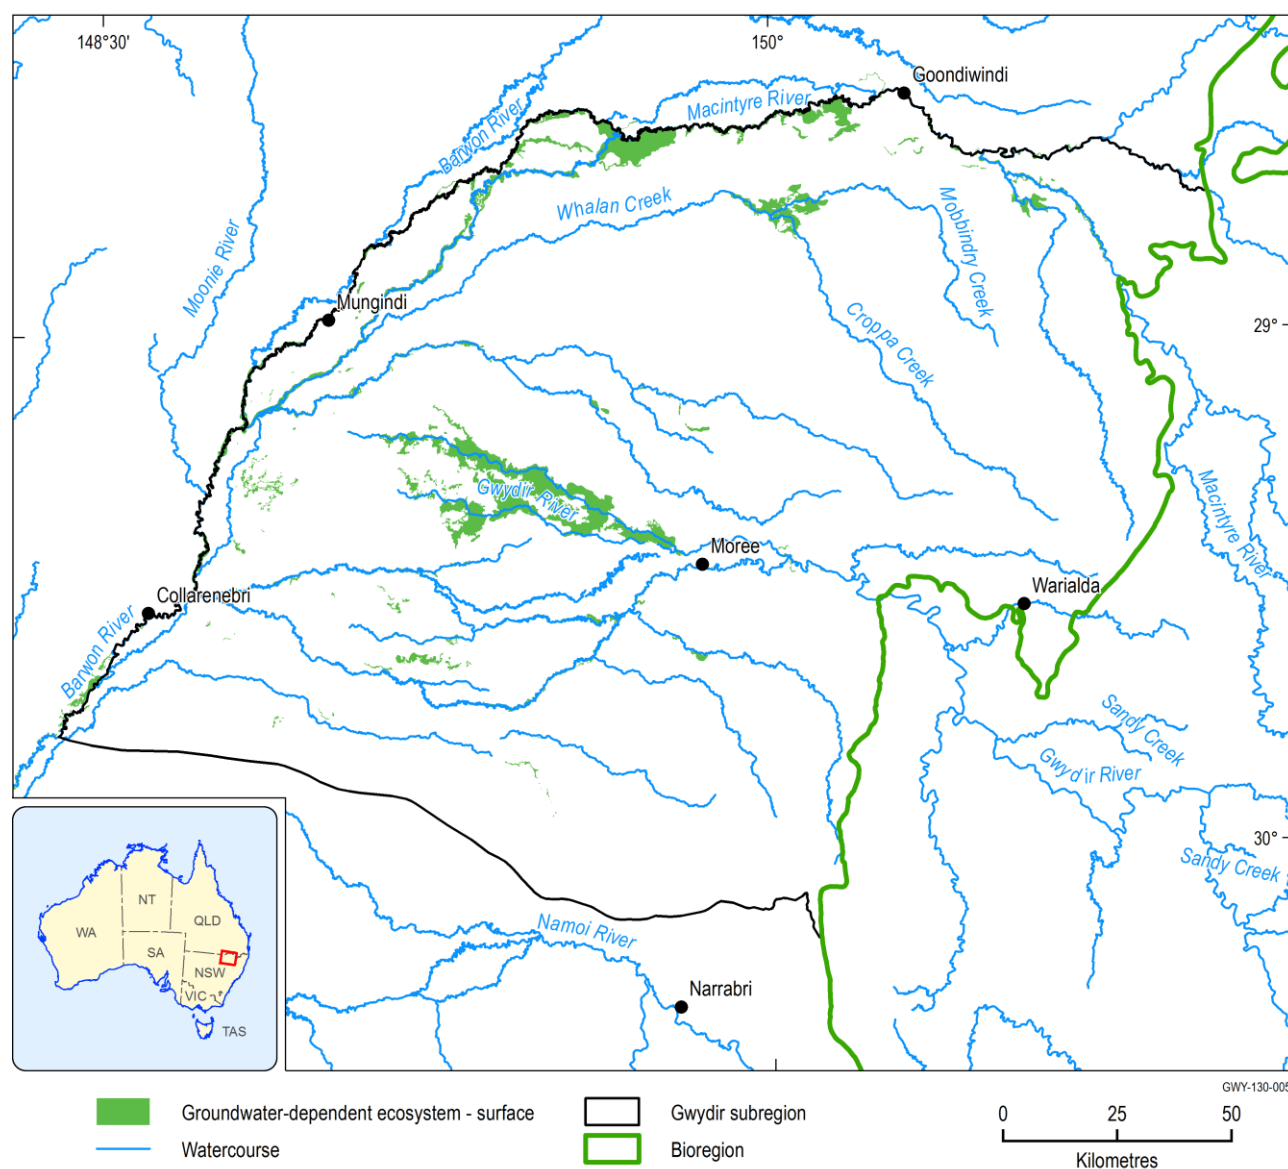 148°30'
150°
Goondiwindi
Macintyre River
Barwon River
Whalan Creek
Mobbindry Creek
Moonie River
Mungindi
Croppa Creek
29°
Gwydir River
Macintyre River
Moree
Collarenebri
Warialda
Barwon River
Sandy Creek
Gwydir River
30°
Sandy Creek
Namoi River
Narrabri
NT
QLD
WA
SA
NSW
VIC
TAS
GWY-130-005
Groundwater-dependent ecosystem - surface
Gwydir subregion
Watercourse
Bioregion
0 25 50
Kilometres